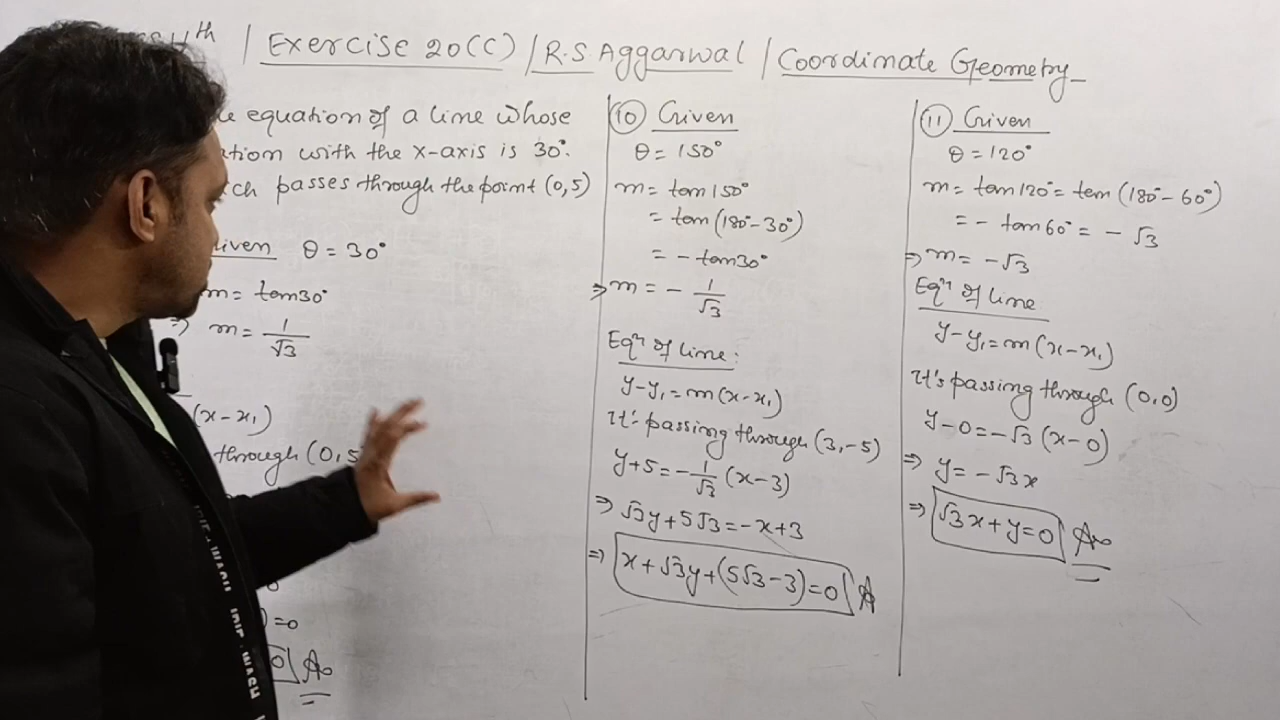 th | Exercise 20(C) / R.S Aggarwal / Coordinate Geometry
equation of a line whose
with the x-axis is 30°.
passes through the point (0,5)
θ = 30°
m = tan30°
⇒ m = 1/√3
(x-x₁)
through (0,5
)=0
Ans
⑩ Given
θ = 150°
m = tan150°
= tan(180°-30°)
= -tan30°
⇒ m = - 1/√3
Eqⁿ of line:
y-y₁=m(x-x₁)
It's passing through (3,-5)
y+5=-1/√3 (x-3)
⇒ √3y+5√3=-x+3
⇒ x+√3y+(5√3-3)=0
⑪ Given
θ = 120°
m = tan120° = tan(180°-60°)
= - tan60° = - √3
⇒ m = -√3
Eqⁿ of line
y-y₁=m(x-x₁)
It's passing through (0,0)
y-0=-√3(x-0)
⇒ y=-√3x
⇒ √3x+y=0 Ans
WASH